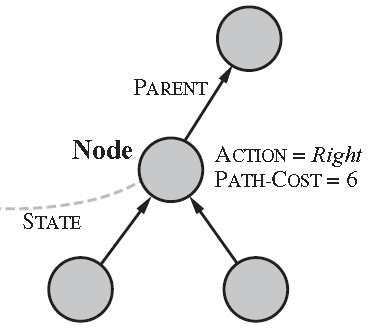 PARENT
Node
ACTION = Right
PATH-COST = 6
STATE